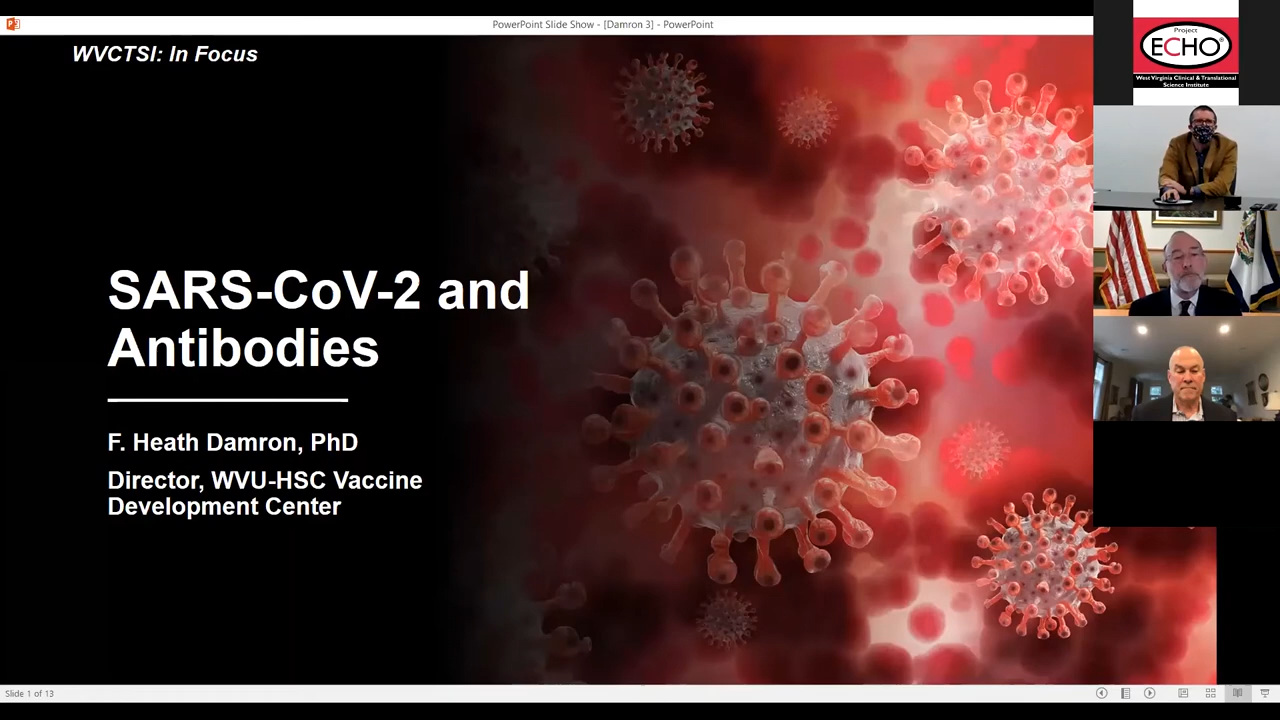 PowerPoint Slide Show - [Damron 3] - PowerPoint
WVCTSI: In Focus
Project
ECHO®
West Virginia Clinical & Translational
Science Institute
SARS-CoV-2 and
Antibodies
F. Heath Damron, PhD
Director, WVU-HSC Vaccine
Development Center
Slide 1 of 13